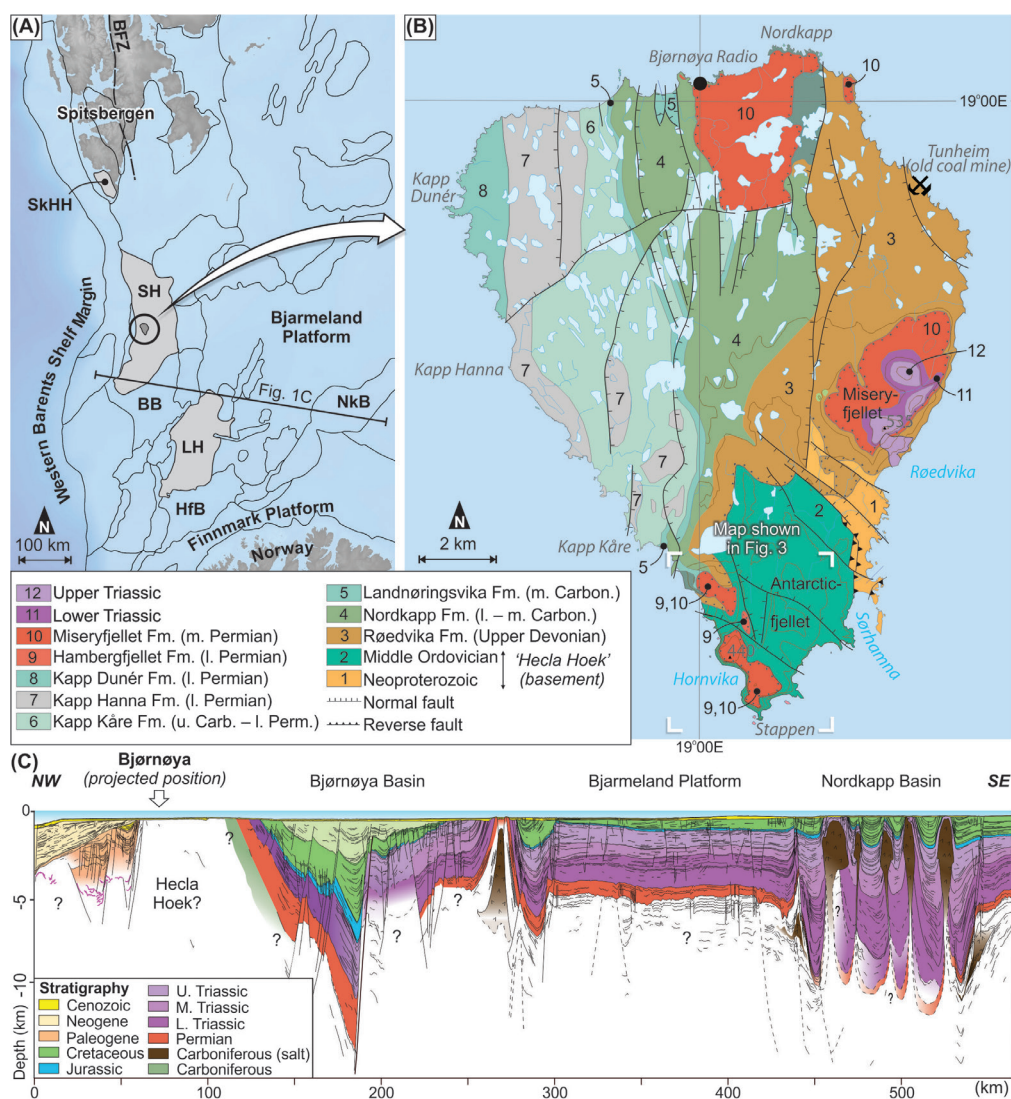 (A)
BFZ
Spitsbergen
SkHH
SH
Bjarmeland
Platform
Western Barents Shelf Margin
Fig. 1C
BB
NkB
LH
HfB
Finnmark Platform
Norway
N
100 km
(B)
Nordkapp
Bjørnøya Radio
5
10
19°00E
5
6
10
7
4
Tunheim
(old coal mine)
Kapp
Dunér
8
3
10
12
4
Kapp Hanna
7
3
11
Misery-
fjellet
7
535
Røedvika
7
2
1
N
2 km
7
Map shown
in Fig. 3
Kapp Kåre
5
Antarctic-
fjellet
9,10
9
Sørhamna
440
Hornvika
9,10
Stappen
19°00E
12 Upper Triassic
11 Lower Triassic
10 Miseryfjellet Fm. (m. Permian)
9 Hambergfjellet Fm. (l. Permian)
8 Kapp Dunér Fm. (l. Permian)
7 Kapp Hanna Fm. (l. Permian)
6 Kapp Kåre Fm. (u. Carb. – l. Perm.)
5 Landnøringsvika Fm. (m. Carbon.)
4 Nordkapp Fm. (l. – m. Carbon.)
3 Røedvika Fm. (Upper Devonian)
2 Middle Ordovician
1 Neoproterozoic
'Hecla Hoek'
(basement)
Normal fault
Reverse fault
(C)
NW
Bjørnøya
(projected position)
Bjørnøya Basin
Bjarmeland Platform
Nordkapp Basin
SE
0
-5
-10
Depth (km)
?
Hecla
Hoek?
?
?
?
?
?
?
?
Stratigraphy
Cenozoic
Neogene
Paleogene
Cretaceous
Jurassic
U. Triassic
M. Triassic
L. Triassic
Permian
Carboniferous (salt)
Carboniferous
0 100 200 300 400 500 (km)